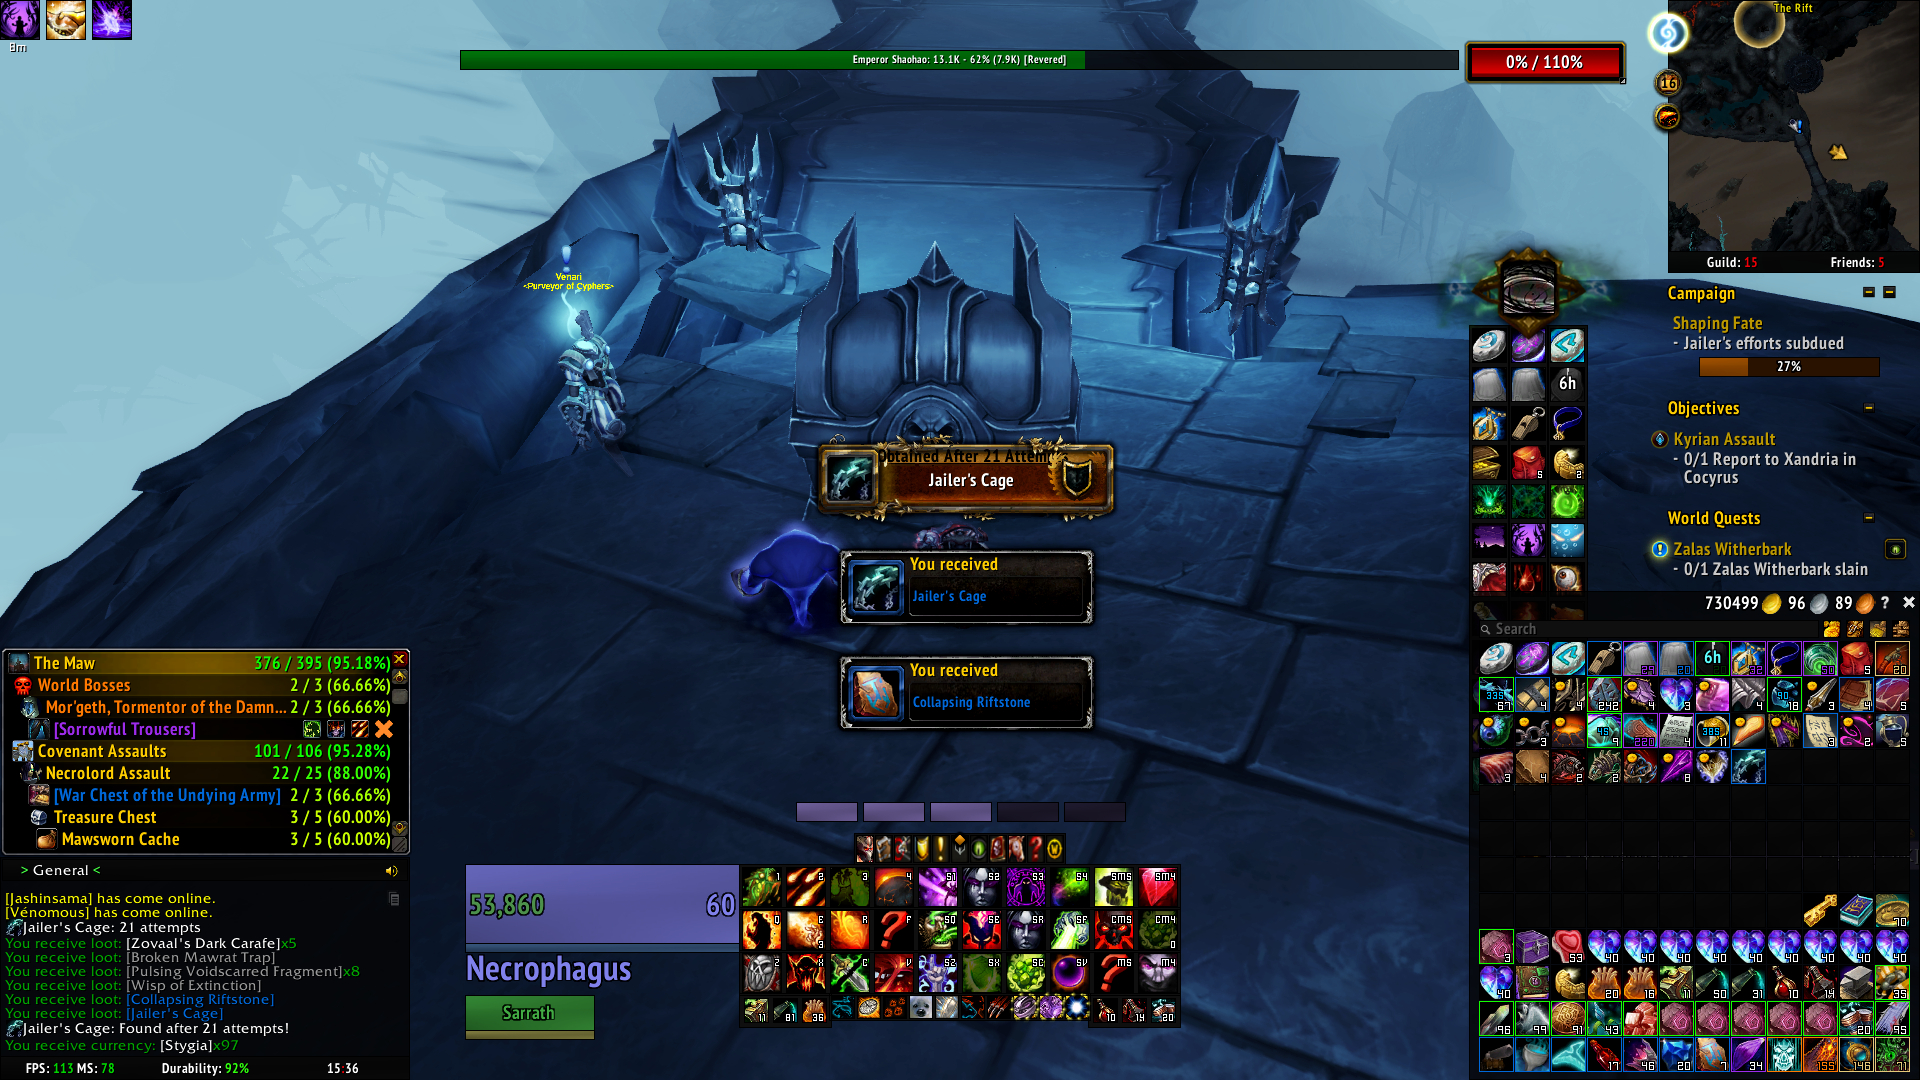 8m
Emperor Shaohao: 13.1K - 62% (7.9K) [Revered]
0% / 110%
The Rift
16
Guild: 15
Friends: 5
Venari
<Purveyor of Cyphers>
Campaign
Shaping Fate
- Jailer's efforts subdued
27%
Objectives
Kyrian Assault
- 0/1 Report to Xandria in
Cocyrus
World Quests
Zalas Witherbark
- 0/1 Zalas Witherbark slain
6h
730499 96 89 ?
Search
Obtained After 21 Attem
Jailer's Cage
You received
Jailer's Cage
You received
Collapsing Riftstone
The Maw 376 / 395 (95.18%)
World Bosses 2 / 3 (66.66%)
Mor'geth, Tormentor of the Damn... 2 / 3 (66.66%)
[Sorrowful Trousers]
Covenant Assaults 101 / 106 (95.28%)
Necrolord Assault 22 / 25 (88.00%)
[War Chest of the Undying Army] 2 / 3 (66.66%)
Treasure Chest 3 / 5 (60.00%)
Mawsworn Cache 3 / 5 (60.00%)
> General <
[Jashinsama] has come online.
[Vénomous] has come online.
Jailer's Cage: 21 attempts
You receive loot: [Zovaal's Dark Carafe]x5
You receive loot: [Broken Mawrat Trap]
You receive loot: [Pulsing Voidscarred Fragment]x8
You receive loot: [Wisp of Extinction]
You receive loot: [Collapsing Riftstone]
You receive loot: [Jailer's Cage]
Jailer's Cage: Found after 21 attempts!
You receive currency: [Stygia]x97
FPS: 113 MS: 78 Durability: 92% 15:36
53,860 60
Necrophagus
Sarrath